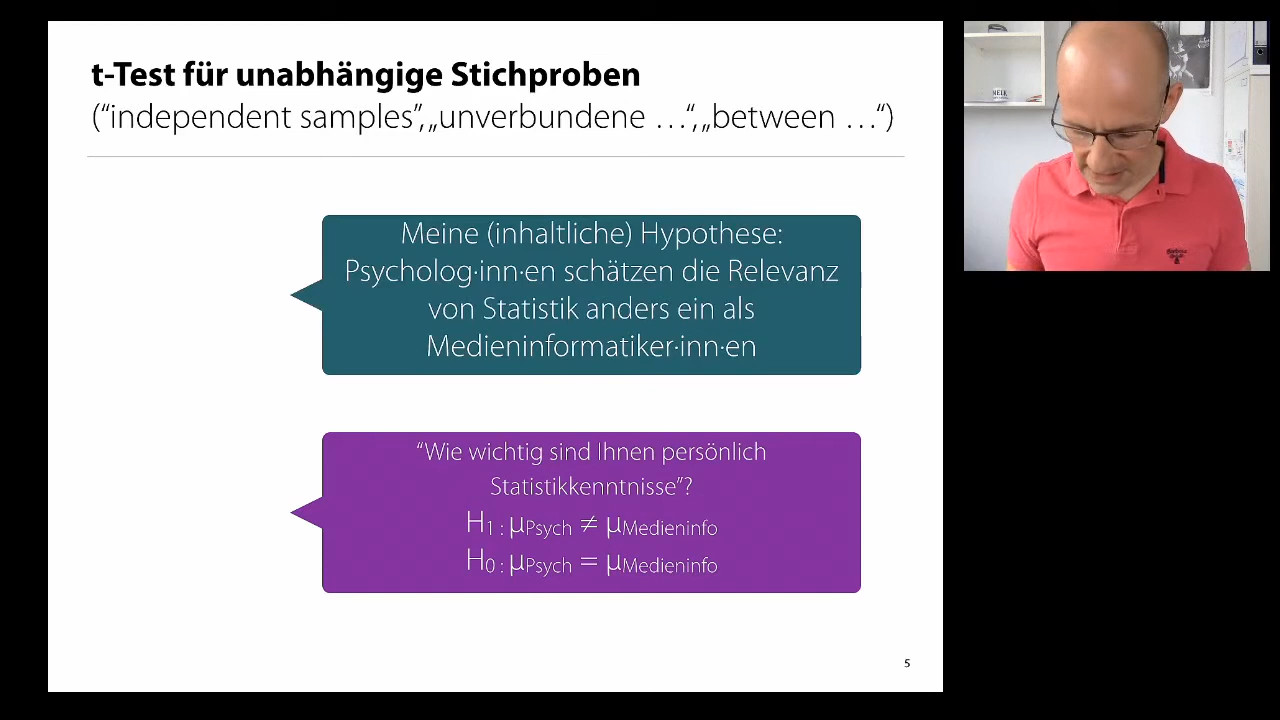 t-Test für unabhängige Stichproben
(“independent samples”,„unverbundene …“,„between …“)
Meine (inhaltliche) Hypothese:
Psycholog·inn·en schätzen die Relevanz
von Statistik anders ein als
Medieninformatiker·inn·en
“Wie wichtig sind Ihnen persönlich
Statistikkenntnisse”?
H1 : μPsych ≠ μMedieninfo
H0 : μPsych = μMedieninfo
5